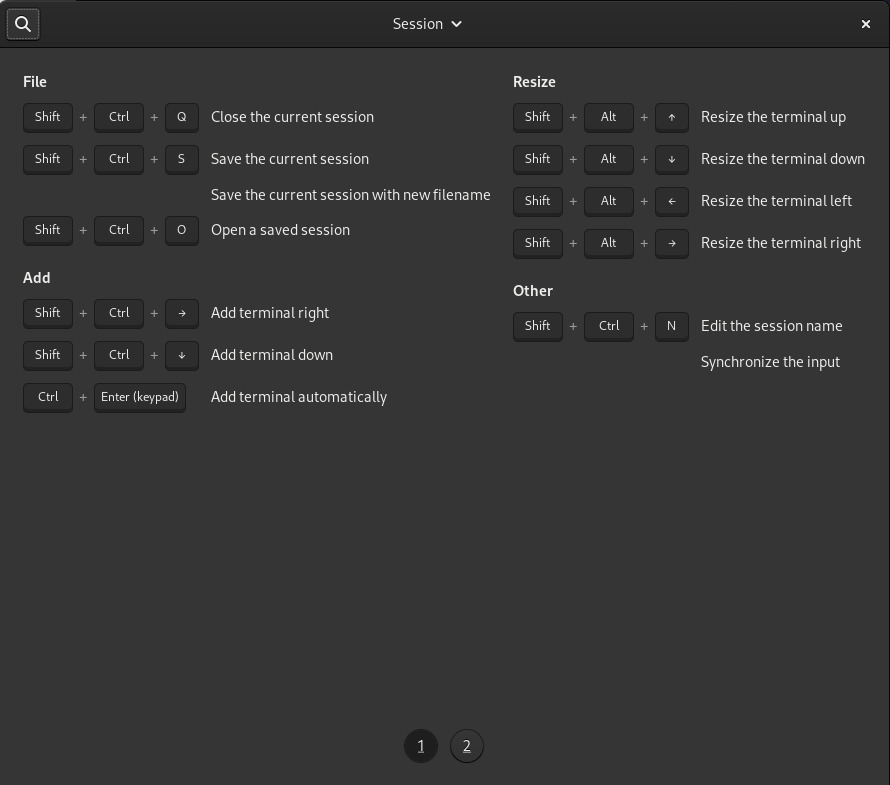 Session
File
Shift + Ctrl + Q Close the current session
Shift + Ctrl + S Save the current session
Save the current session with new filename
Shift + Ctrl + O Open a saved session
Add
Shift + Ctrl + → Add terminal right
Shift + Ctrl + ↓ Add terminal down
Ctrl + Enter (keypad) Add terminal automatically
Resize
Shift + Alt + ↑ Resize the terminal up
Shift + Alt + ↓ Resize the terminal down
Shift + Alt + ← Resize the terminal left
Shift + Alt + → Resize the terminal right
Other
Shift + Ctrl + N Edit the session name
Synchronize the input
1 2